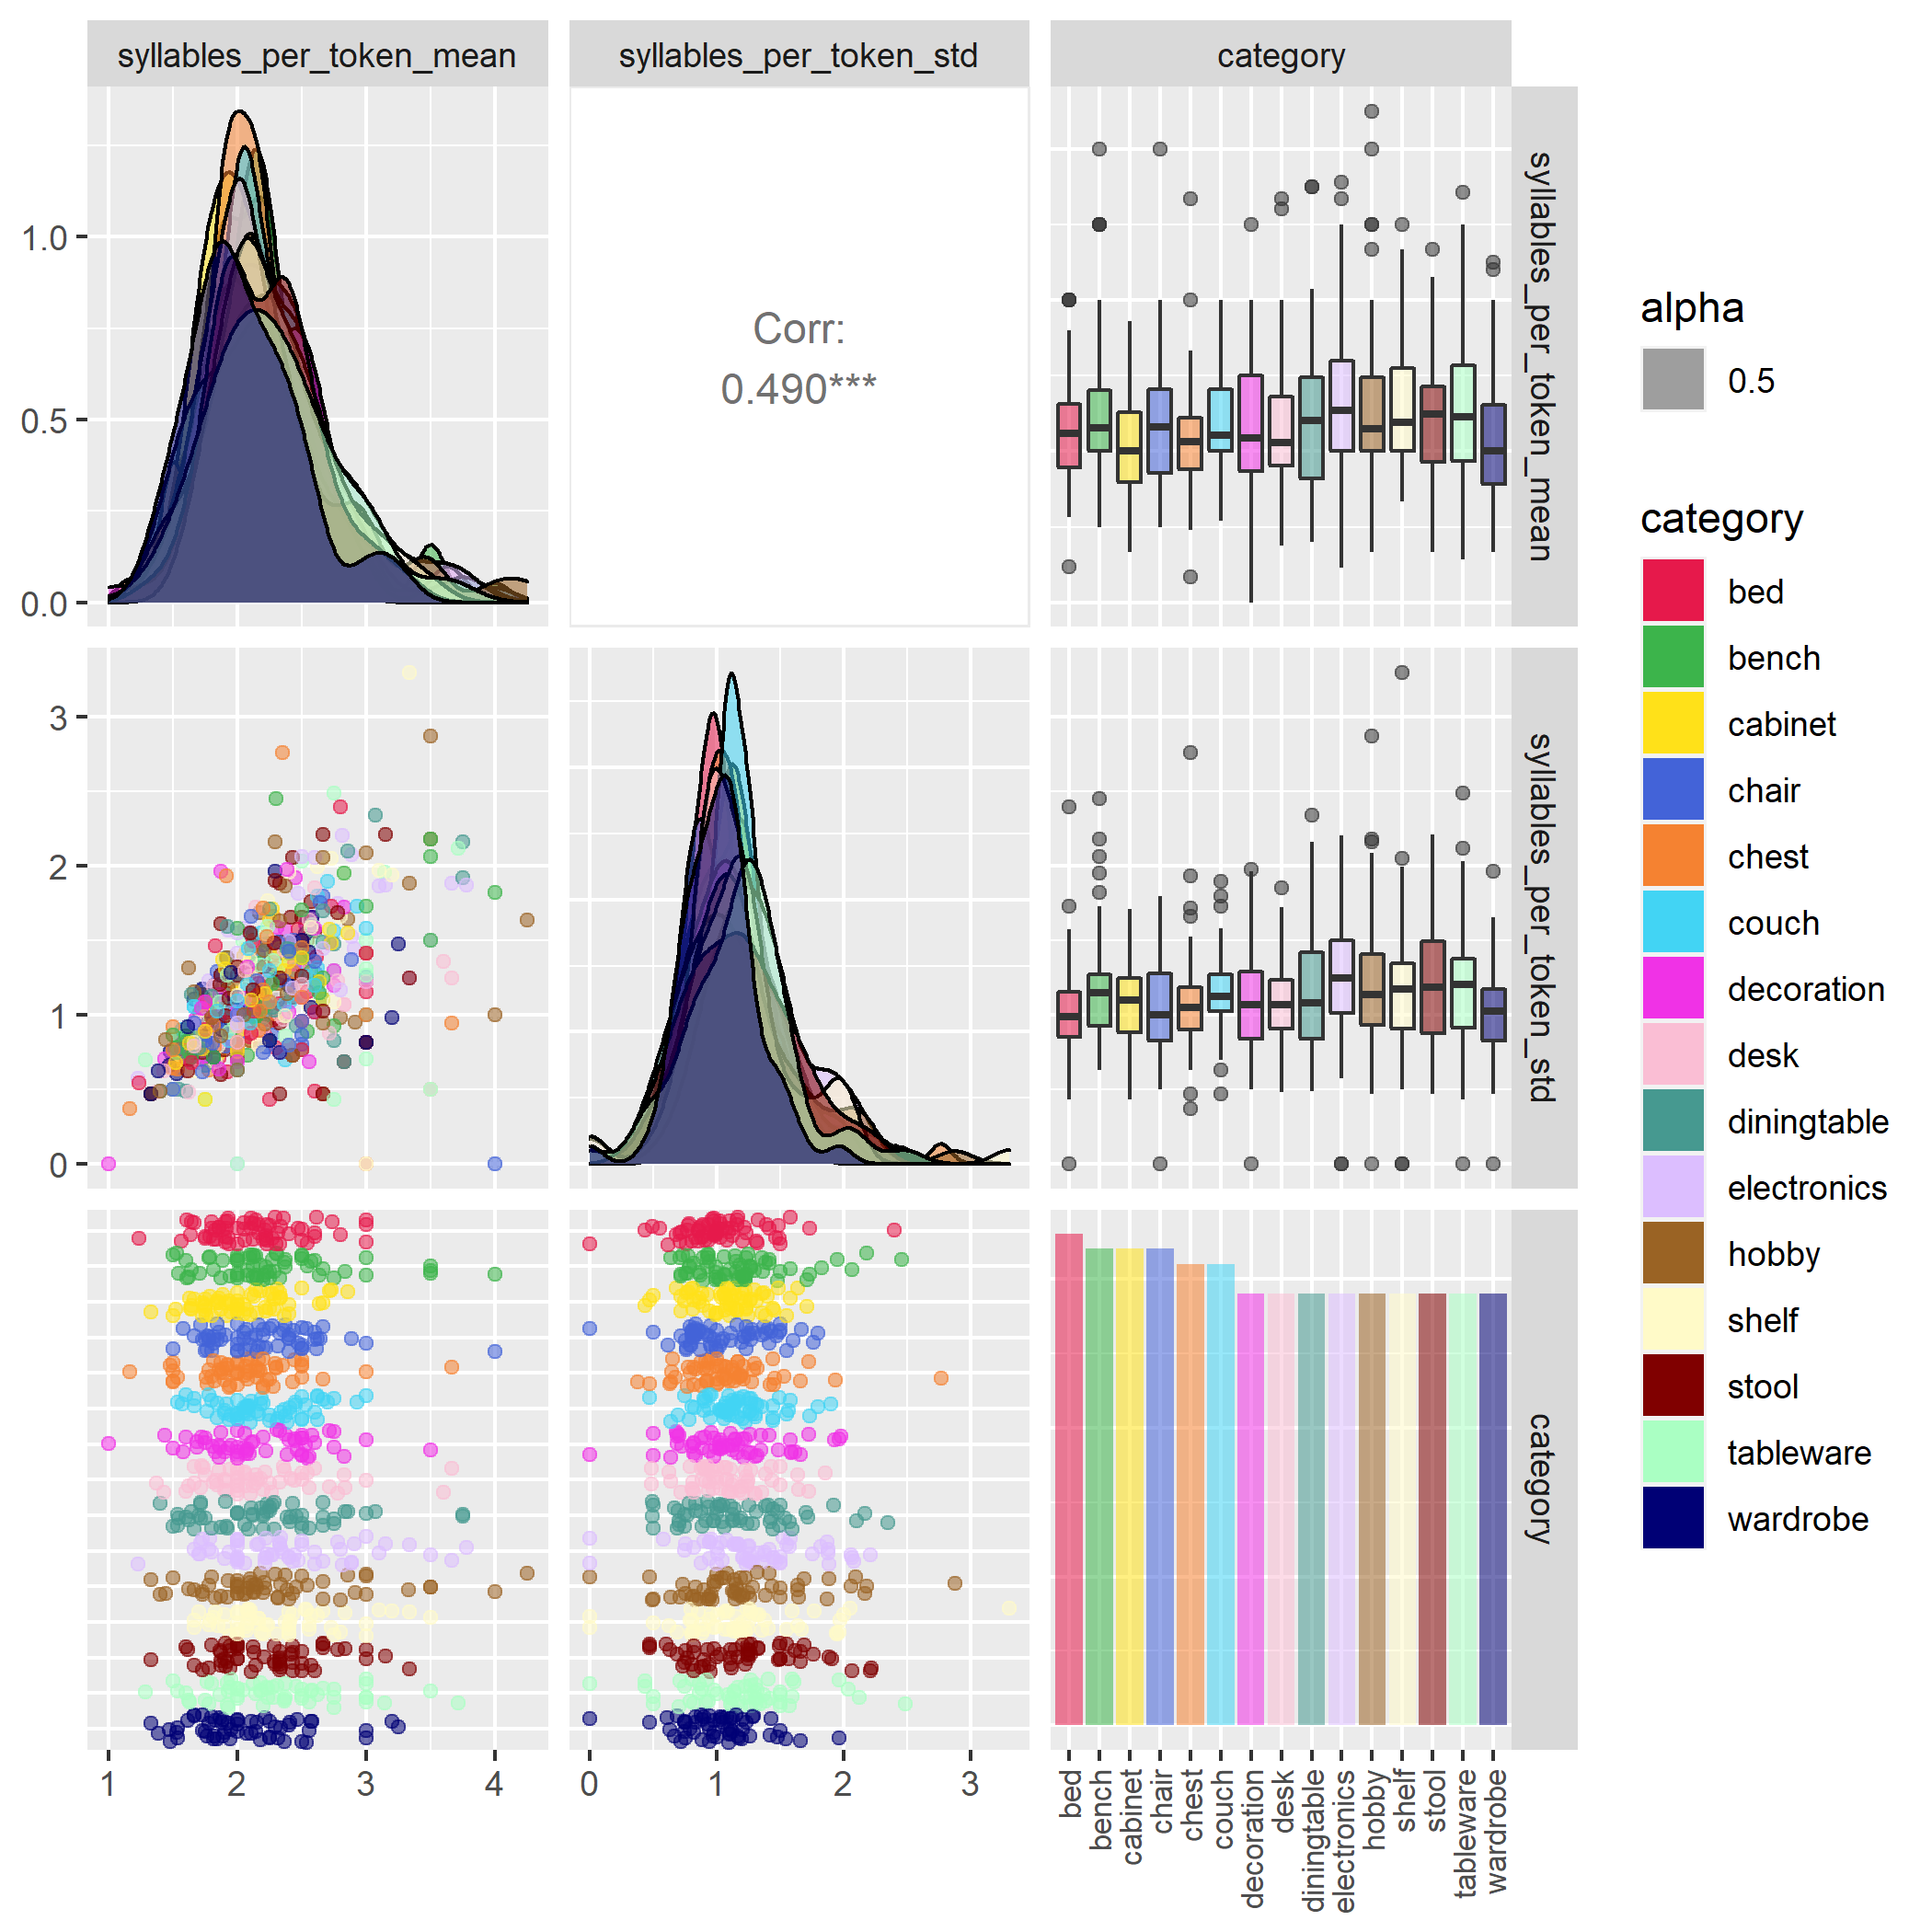 syllables_per_token_mean
syllables_per_token_std
category
1.0
0.5
0.0
Corr:
0.490***
syllables_per_token_mean
3
2
1
0
syllables_per_token_std
category
1
2
3
4
0
1
2
3
bed
bench
cabinet
chair
chest
couch
decoration
desk
diningtable
electronics
hobby
shelf
stool
tableware
wardrobe
alpha
0.5
category
bed
bench
cabinet
chair
chest
couch
decoration
desk
diningtable
electronics
hobby
shelf
stool
tableware
wardrobe